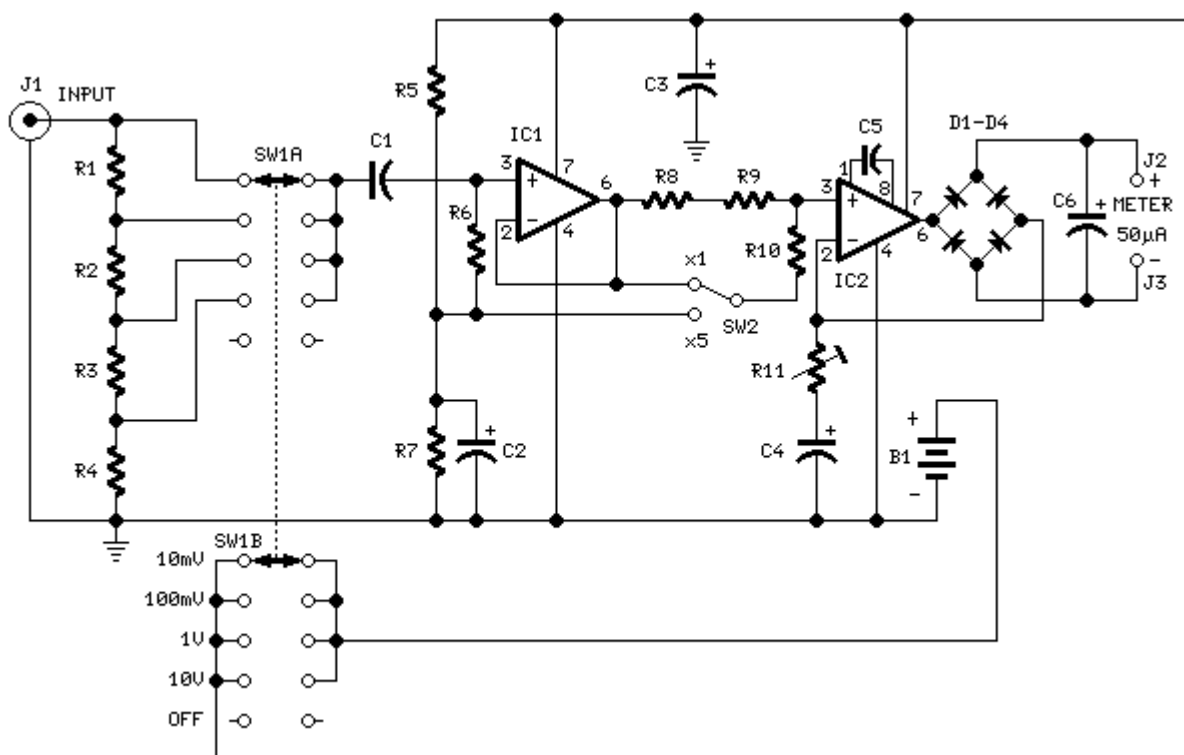 J1
INPUT
R1
R2
R3
R4
SW1A
C1
R5
R6
R7
C2
IC1
3
+
-
2
7
6
4
C3
+
R8
R9
R10
x1
x5
SW2
C5
1
8
3
+
-
2
7
6
4
IC2
R11
C4
+
D1-D4
C6
+
J2
+
METER
50µA
-
J3
B1
+
-
+
SW1B
10mV
100mV
1V
10V
OFF